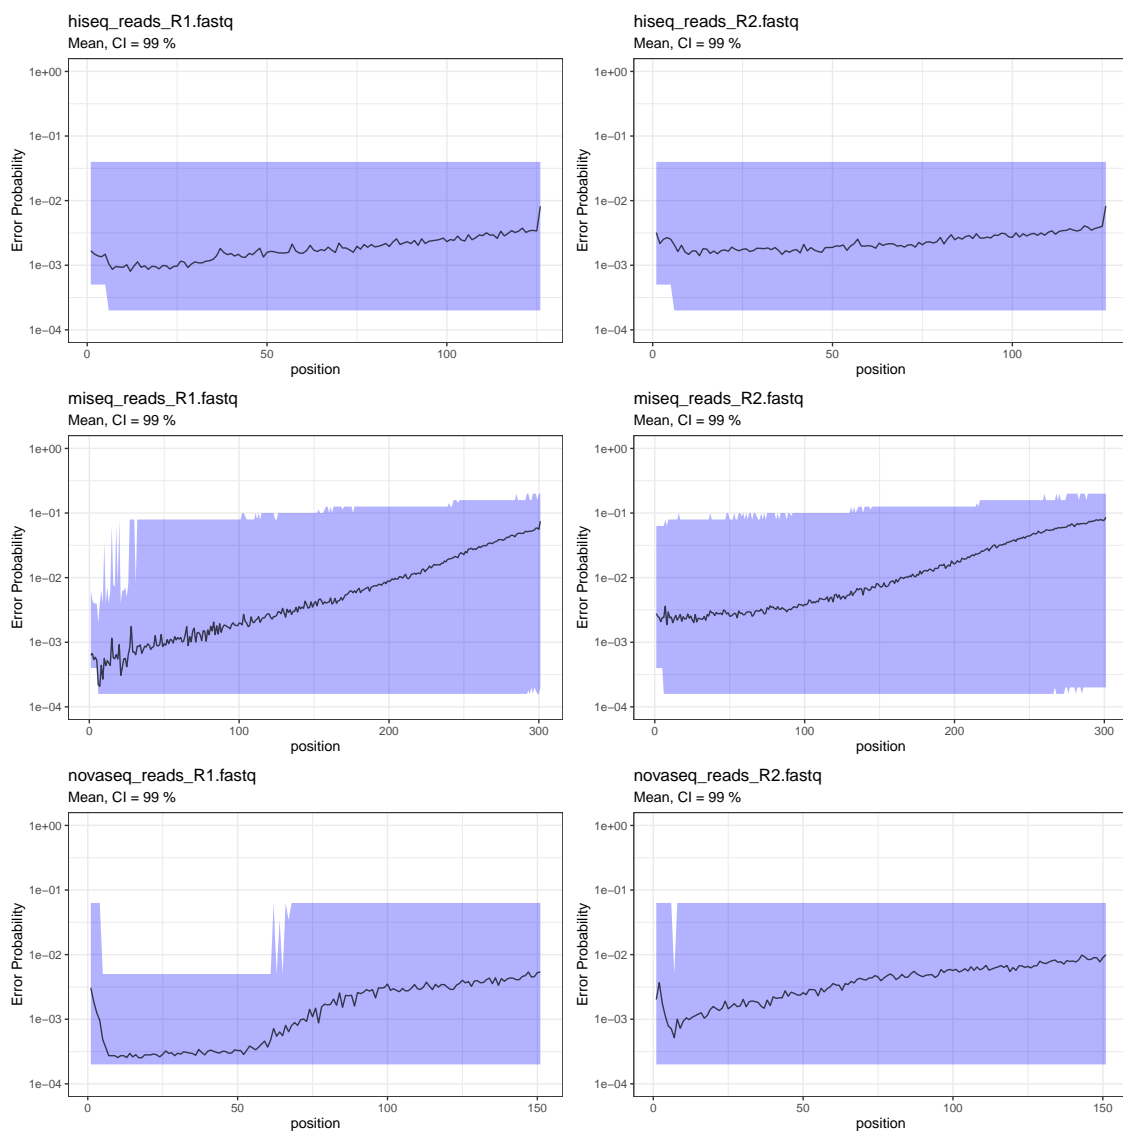 hiseq_reads_R1.fastq
Mean, CI = 99 %
1e+00
1e−01
1e−02
1e−03
1e−04
Error Probability
0 50 100
position
hiseq_reads_R2.fastq
Mean, CI = 99 %
1e+00
1e−01
1e−02
1e−03
1e−04
Error Probability
0 50 100
position
miseq_reads_R1.fastq
Mean, CI = 99 %
1e+00
1e−01
1e−02
1e−03
1e−04
Error Probability
0 100 200 300
position
miseq_reads_R2.fastq
Mean, CI = 99 %
1e+00
1e−01
1e−02
1e−03
1e−04
Error Probability
0 100 200 300
position
novaseq_reads_R1.fastq
Mean, CI = 99 %
1e+00
1e−01
1e−02
1e−03
1e−04
Error Probability
0 50 100 150
position
novaseq_reads_R2.fastq
Mean, CI = 99 %
1e+00
1e−01
1e−02
1e−03
1e−04
Error Probability
0 50 100 150
position